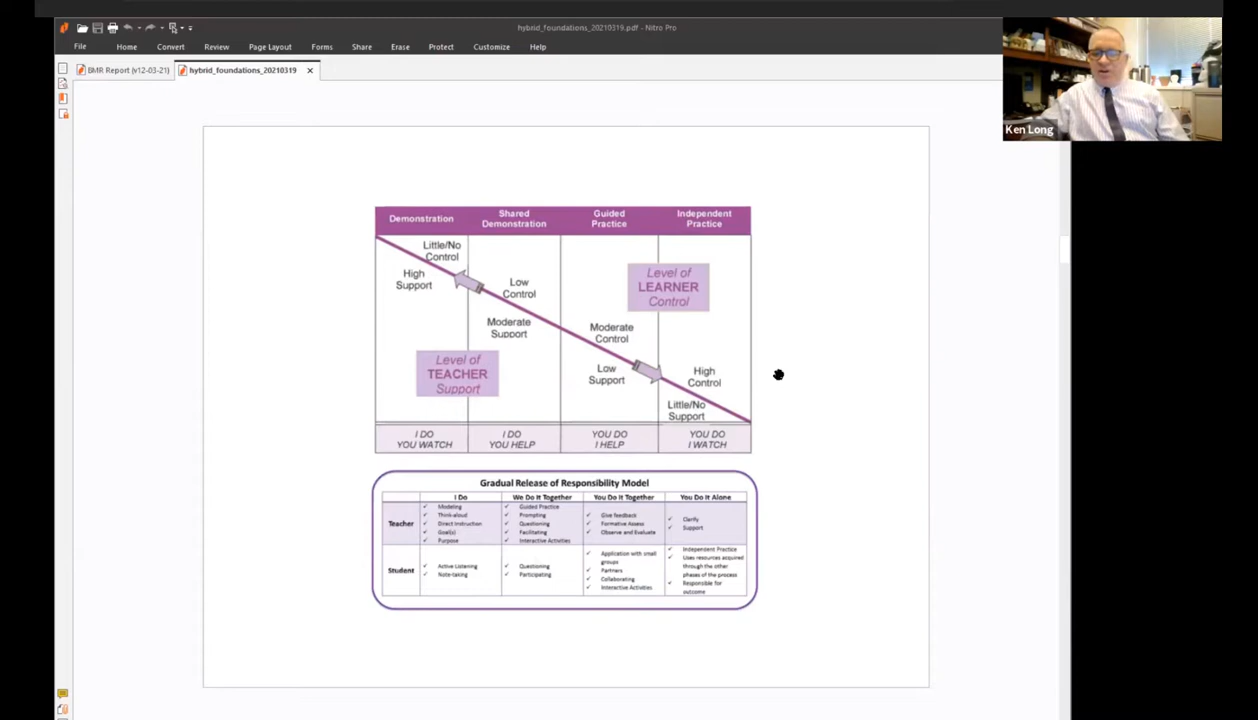 hybrid_foundations_20210319.pdf - Nitro Pro
File Home Convert Review Page Layout Forms Share Erase Protect Customize Help
BMR Report (v12-03-21) hybrid_foundations_20210319
Ken Long
Demonstration
Shared
Demonstration
Guided
Practice
Independent
Practice
Little/No
Control
High
Support
Low
Control
Moderate
Support
Level of
LEARNER
Control
Moderate
Control
Low
Support
Level of
TEACHER
Support
High
Control
Little/No
Support
I DO
YOU WATCH
I DO
YOU HELP
YOU DO
I HELP
YOU DO
I WATCH
Gradual Release of Responsibility Model
I Do We Do It Together You Do It Together You Do It Alone
Teacher
Modeling
Think-aloud
Direct Instruction
Goal(s)
Purpose
Guided Practice
Prompting
Questioning
Facilitating
Interactive Activities
Give feedback
Formative Assess
Observe and Evaluate
Clarify
Support
Student
Active Listening
Note-taking
Questioning
Participating
Application with small
groups
Partners
Collaborating
Interactive Activities
Independent Practice
Uses resources acquired
through the other
phases of the process
Responsible for
outcome